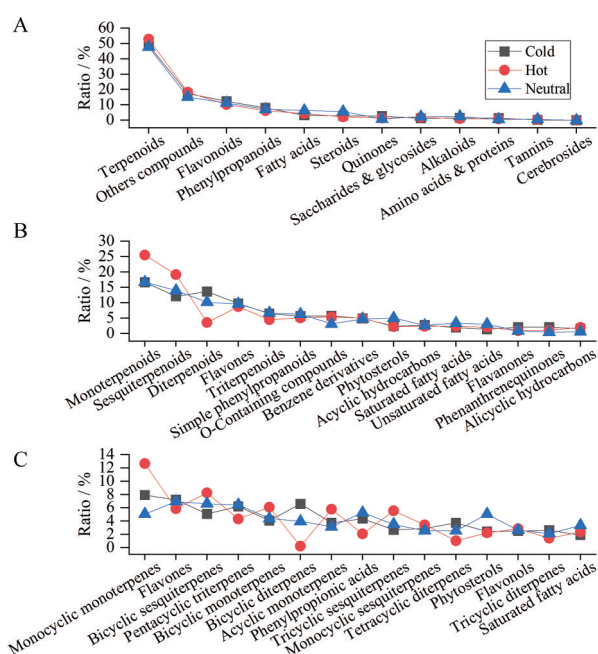 A
60
50
40
30
20
10
0
Ratio / %
Cold
Hot
Neutral
Terpenoids
Others compounds
Flavonoids
Phenylpropanoids
Fatty acids
Steroids
Quinones
Saccharides & glycosides
Alkaloids
Amino acids & proteins
Tamins
Cerebrosides
B
30
25
20
15
10
5
0
Ratio / %
Monoterpenoids
Sesquiterpenoids
Diterpenoids
Flavones
Triterpenoids
Simple phenylpropanoids
O-Containing compounds
Benzene derivatives
Phytosterols
Acyclic hydrocarbons
Saturated fatty acids
Unsaturated fatty acids
Flavanones
Phenanthrenequinones
Alicyclic hydrocarbons
C
14
12
10
8
6
4
2
0
Ratio / %
Monocyclic monoterpenes
Flavones
Bicyclic sesquiterpenes
Pentacyclic triterpenes
Bicyclic monoterpenes
Bicyclic diterpenes
Acyclic monoterpenes
Phenylpropionic acids
Tricyclic sesquiterpenes
Monocyclic sesquiterpenes
Tetracyclic diterpenes
Phytosterols
Flavonols
Tricyclic diterpenes
Saturated fatty acids